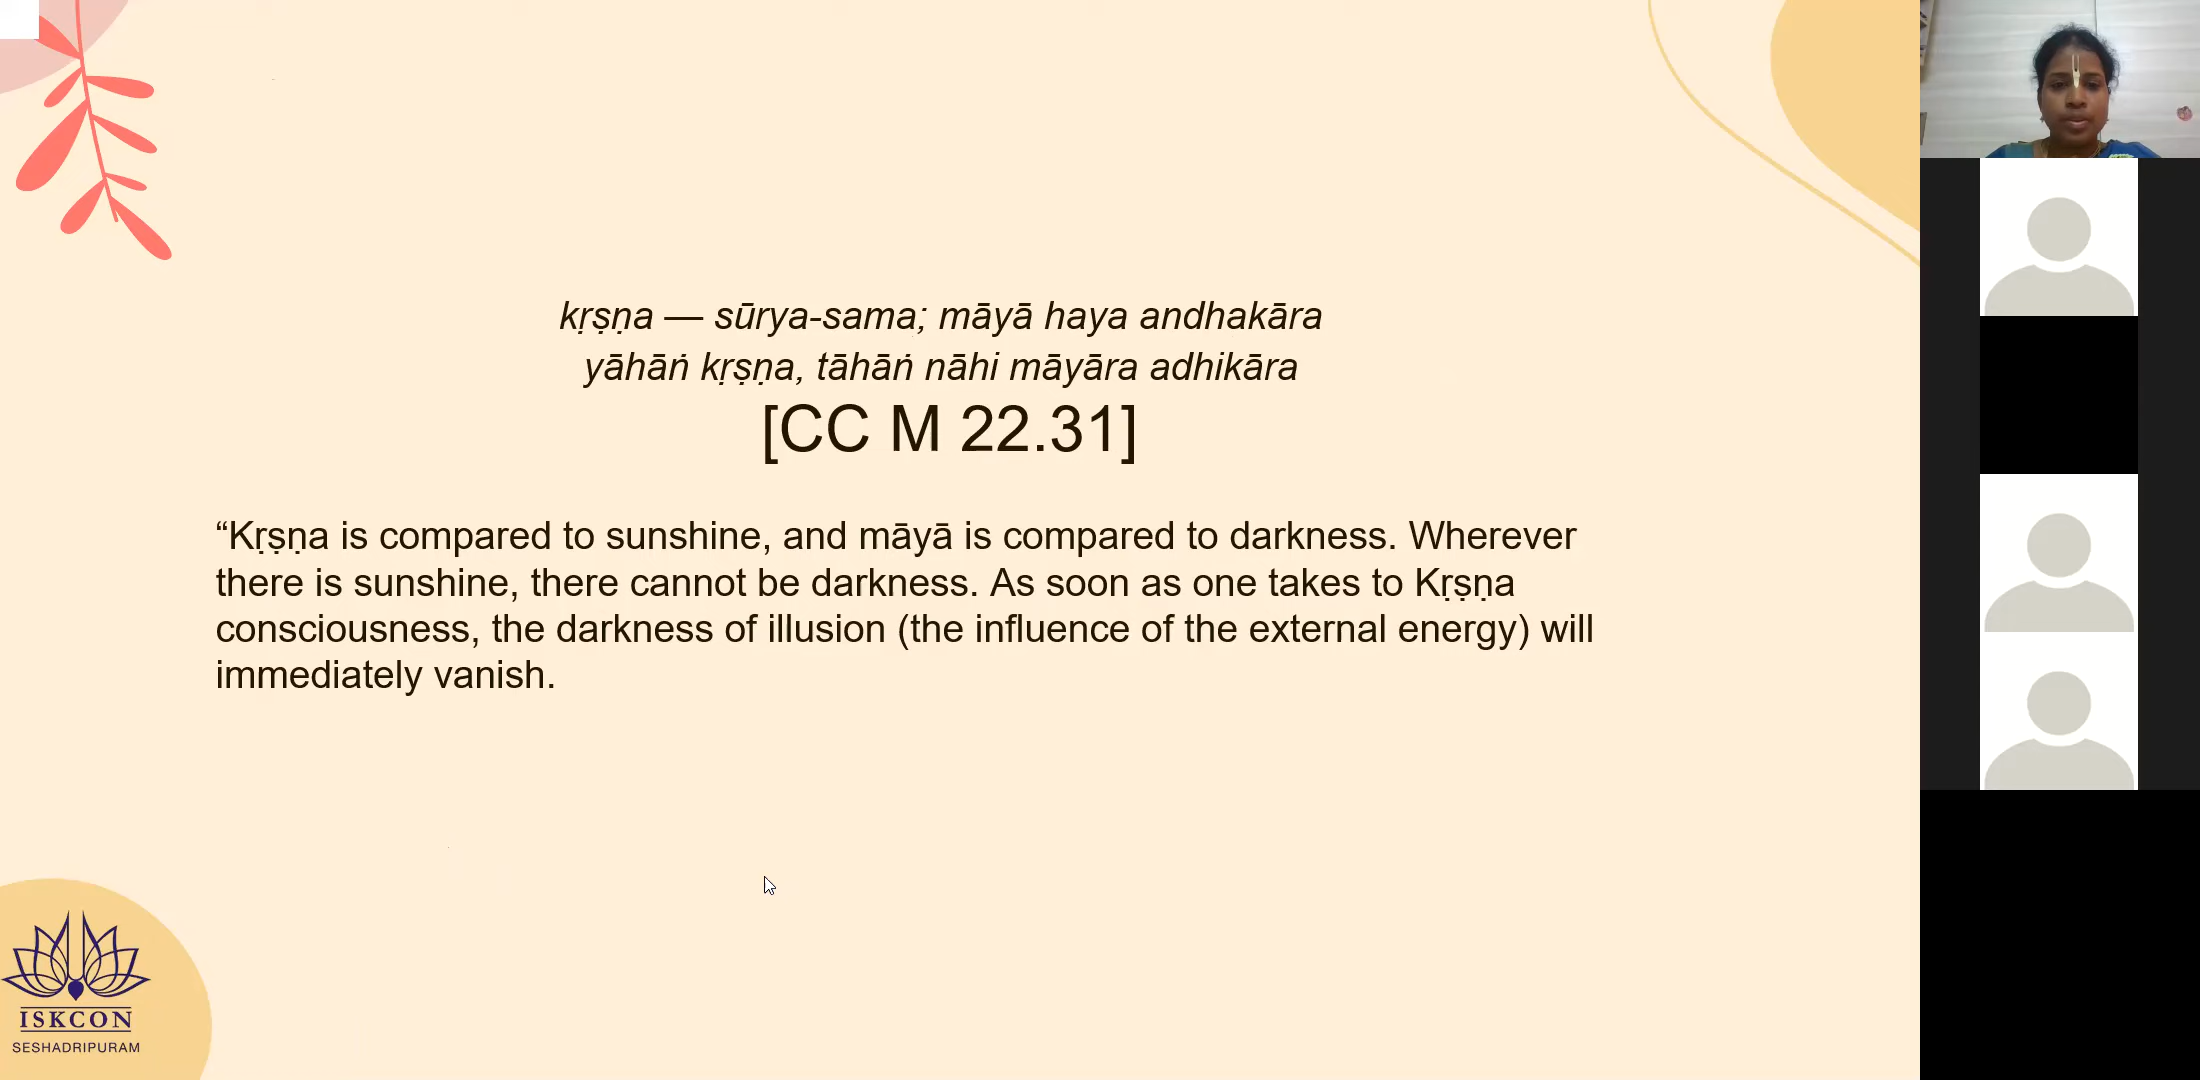 kṛṣṇa — sūrya-sama; māyā haya andhakāra
yāhāṅ kṛṣṇa, tāhāṅ nāhi māyāra adhikāra
[CC M 22.31]
“Kṛṣṇa is compared to sunshine, and māyā is compared to darkness. Wherever
there is sunshine, there cannot be darkness. As soon as one takes to Kṛṣṇa
consciousness, the darkness of illusion (the influence of the external energy) will
immediately vanish.
ISKCON
SESHADRIPURAM